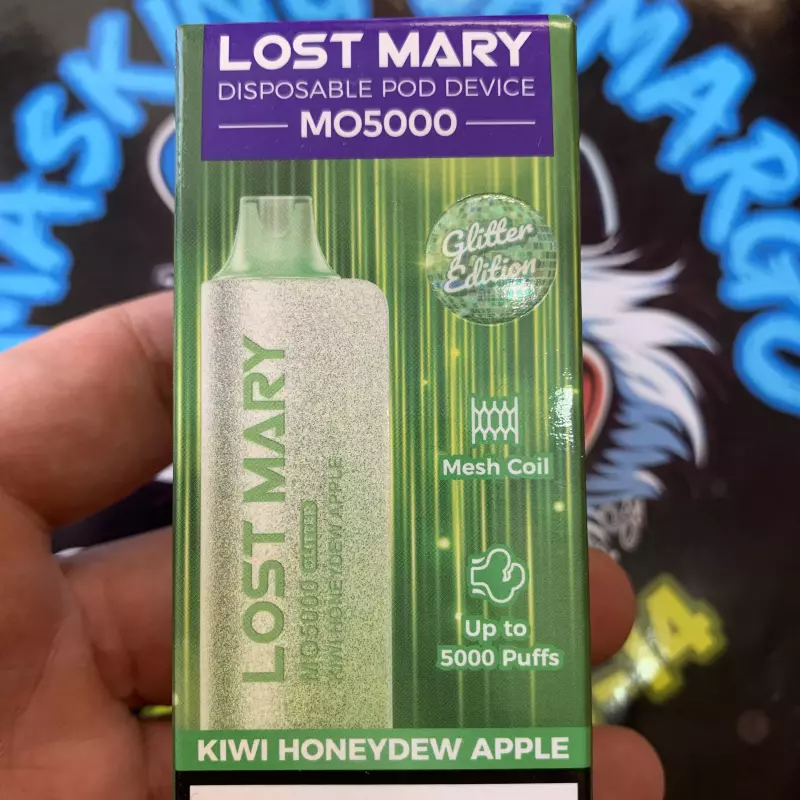 LOST MARY
DISPOSABLE POD DEVICE
MO5000
Glitter
Edition
LOST MARY
MO5000 GLITTER
KIWI HONEYDEW APPLE
Mesh Coil
Up to
5000 Puffs
KIWI HONEYDEW APPLE